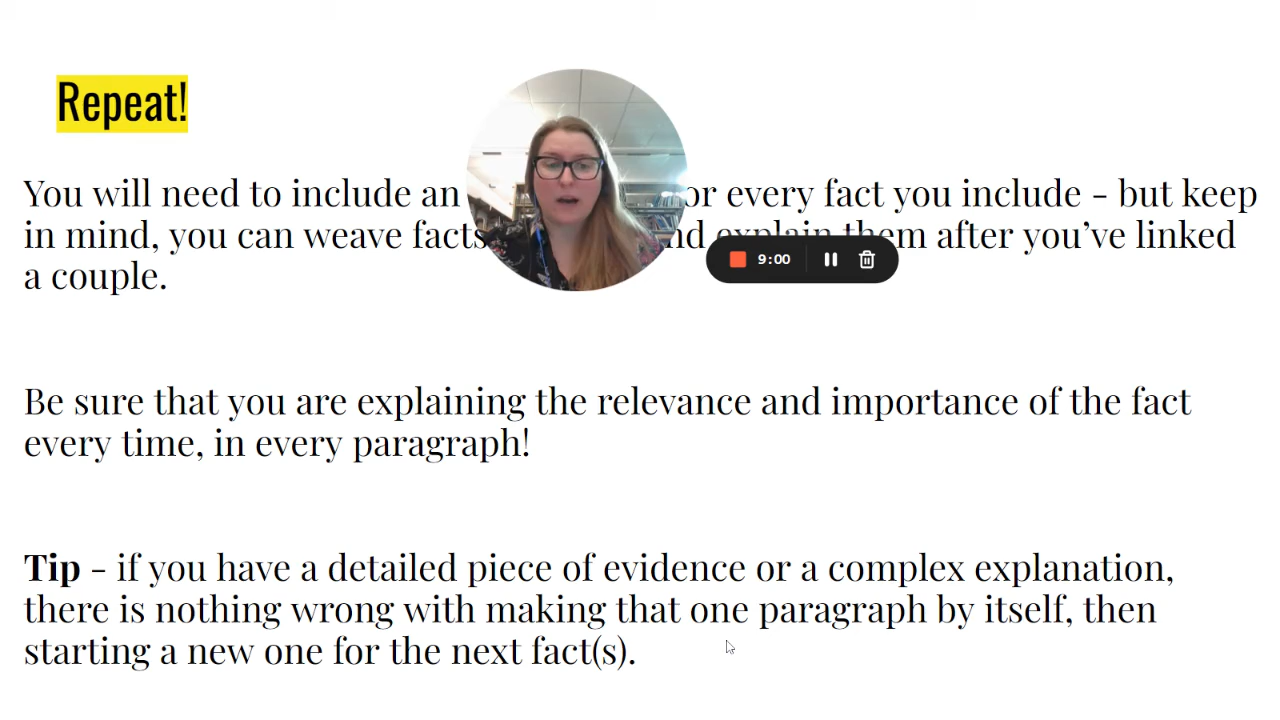 Repeat!
You will need to include an or every fact you include - but keep
in mind, you can weave facts nd explain them after you've linked
a couple.
9:00
Be sure that you are explaining the relevance and importance of the fact
every time, in every paragraph!
Tip - if you have a detailed piece of evidence or a complex explanation,
there is nothing wrong with making that one paragraph by itself, then
starting a new one for the next fact(s).